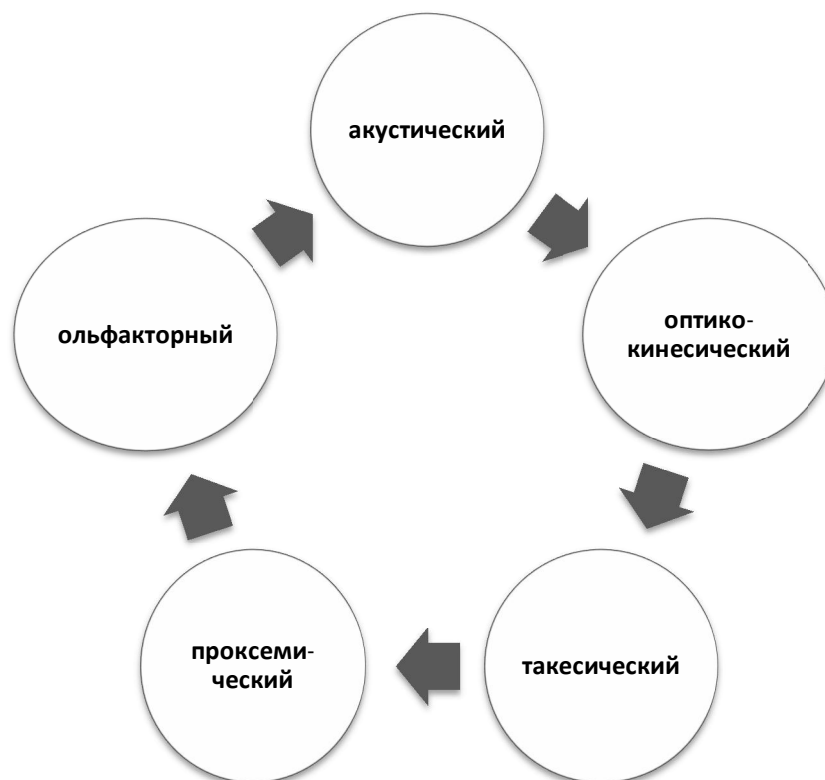 акустический
оптико-
кинесический
такесический
проксеми-
ческий
ольфакторный